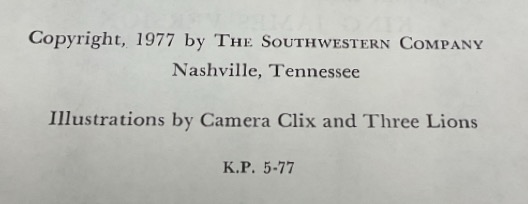 Copyright, 1977 by THE SOUTHWESTERN COMPANY
Nashville, Tennessee
Illustrations by Camera Clix and Three Lions
K.P. 5-77